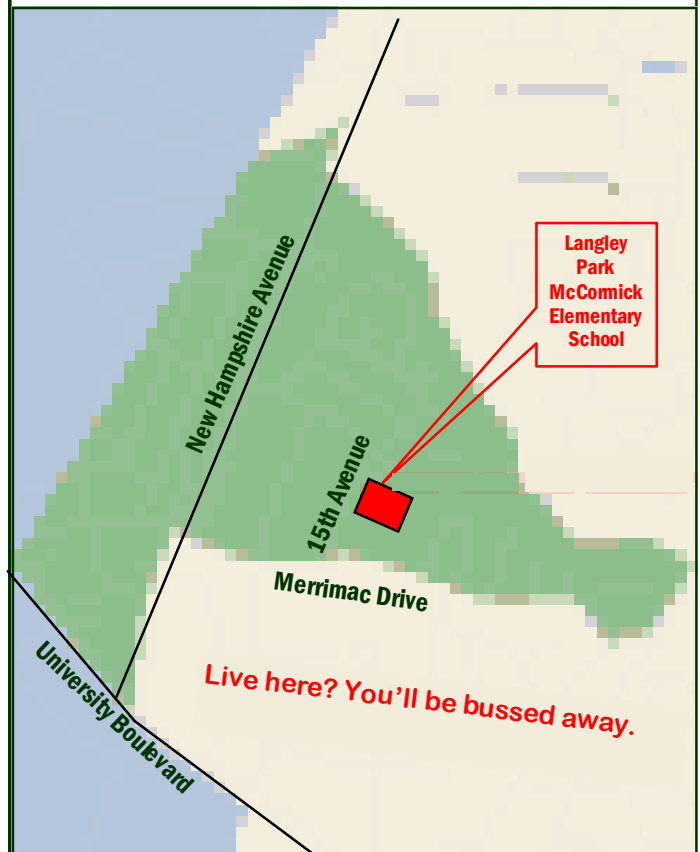 Langley
Park
McCormick
Elementary
School
New Hampshire Avenue
15th Avenue
Merrimac Drive
University Boulevard
Live here? You’ll be bussed away.